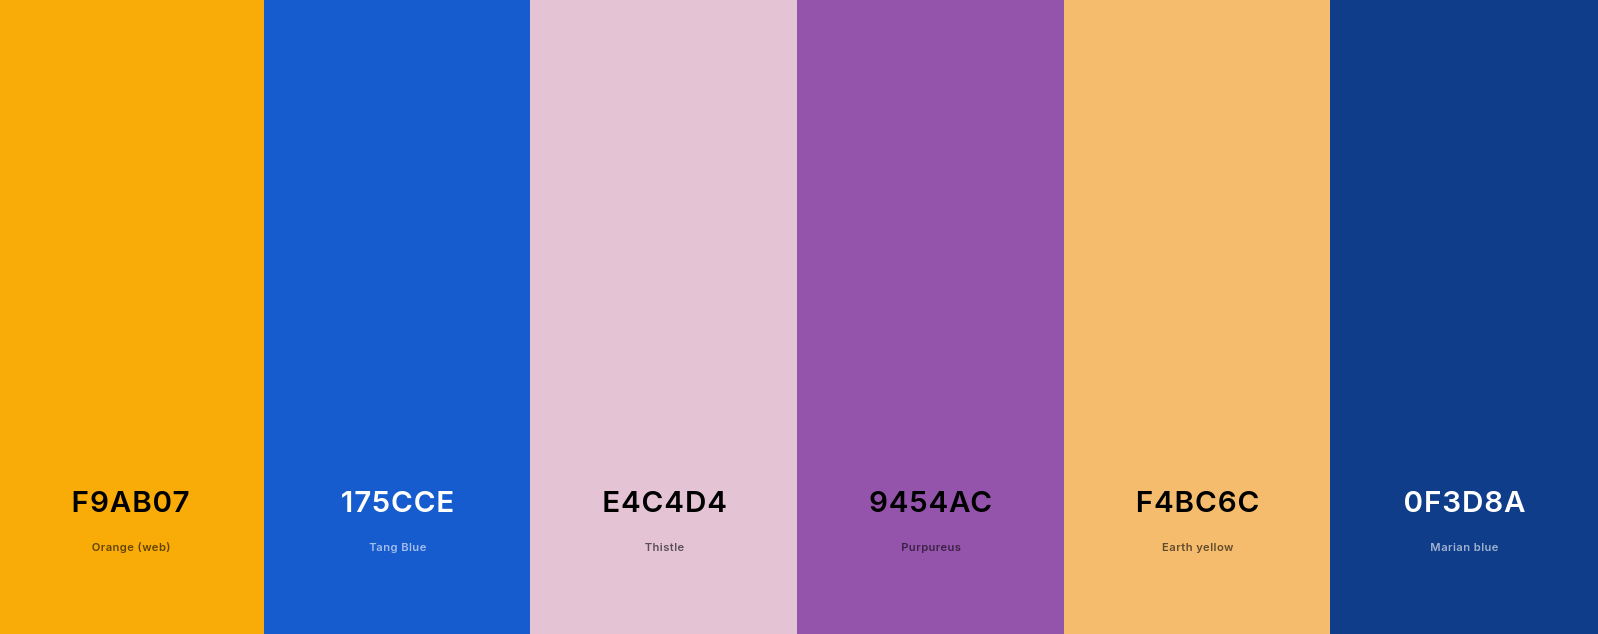 F9AB07
Orange (web)
175CCE
Tang Blue
E4C4D4
Thistle
9454AC
Purpureus
F4BC6C
Earth yellow
0F3D8A
Marian blue